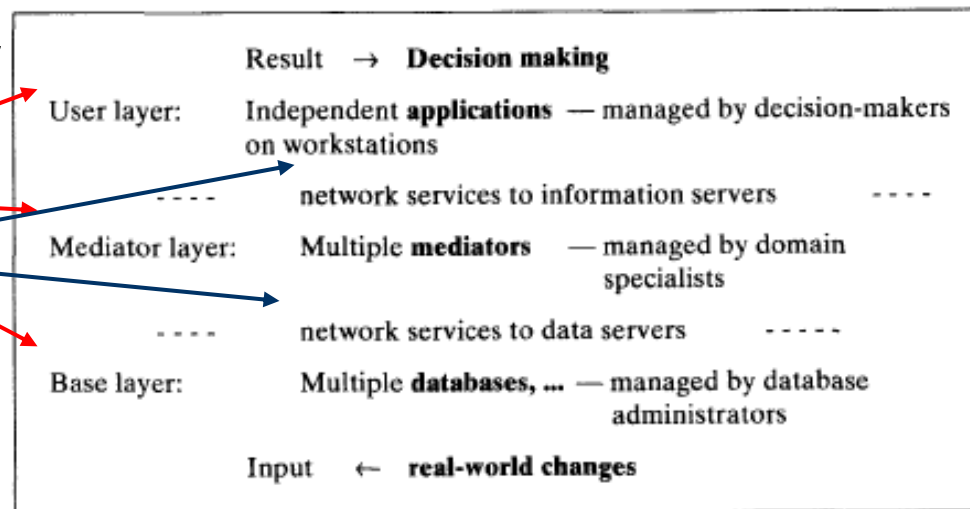 Result → Decision making
User layer: Independent applications — managed by decision-makers
on workstations
- - - - network services to information servers - - - -
Mediator layer: Multiple mediators — managed by domain
specialists
- - - - network services to data servers - - - - -
Base layer: Multiple databases, ... — managed by database
administrators
Input ← real-world changes